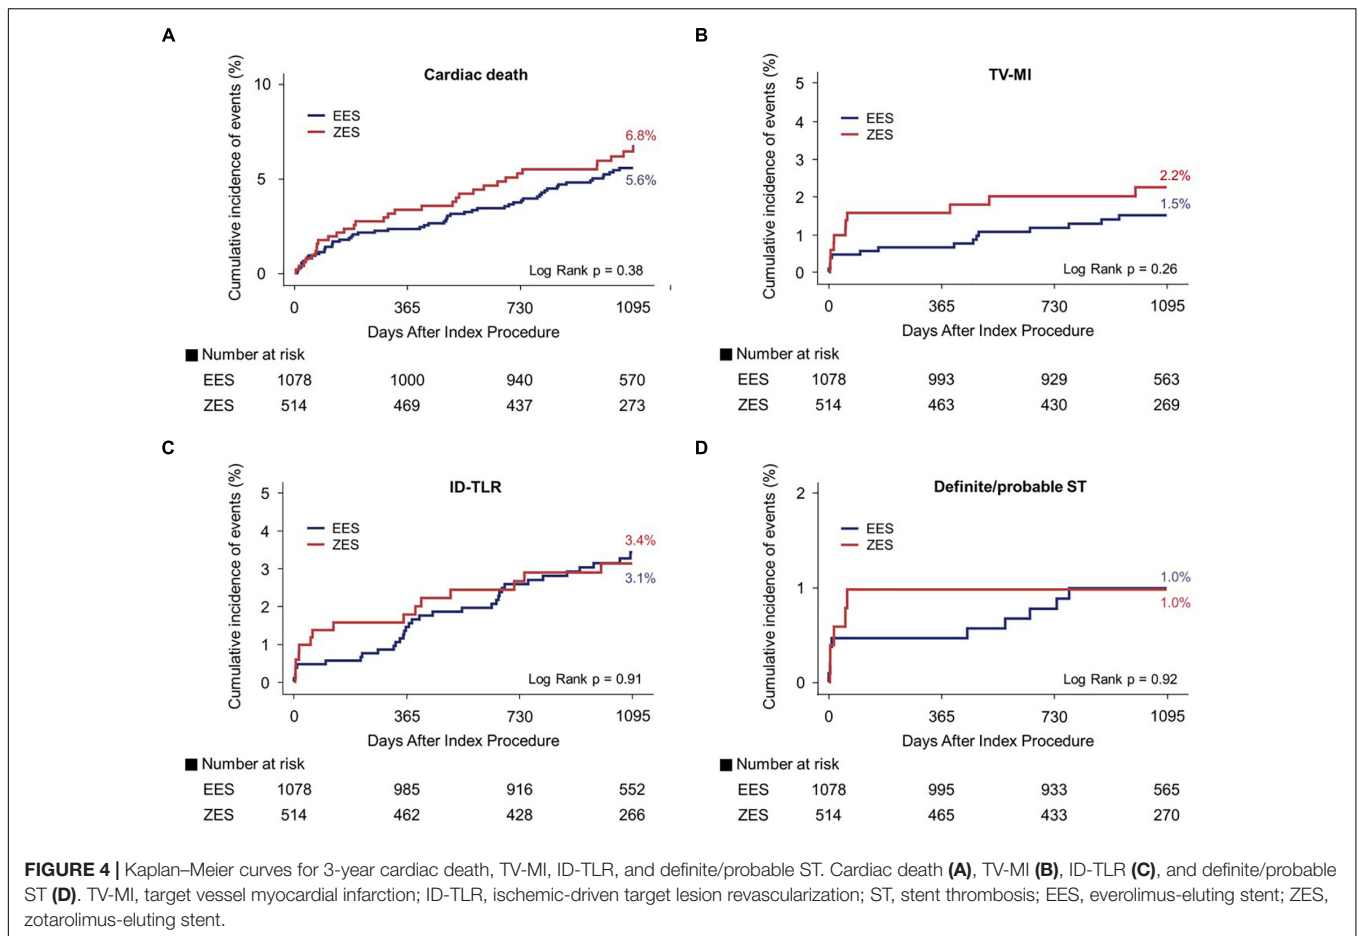 A
Cardiac death
Cumulative incidence of events (%)
10
5
0
EES
ZES
6.8%
5.6%
Log Rank p = 0.38
0 365 730 1095
Days After Index Procedure
Number at risk
EES 1078 1000 940 570
ZES 514 469 437 273
B
TV-MI
Cumulative incidence of events (%)
5
4
3
2
1
0
EES
ZES
2.2%
1.5%
Log Rank p = 0.26
0 365 730 1095
Days After Index Procedure
Number at risk
EES 1078 993 929 563
ZES 514 463 430 269
C
ID-TLR
Cumulative incidence of events (%)
5
4
3
2
1
0
EES
ZES
3.4%
3.1%
Log Rank p = 0.91
0 365 730 1095
Days After Index Procedure
Number at risk
EES 1078 985 916 552
ZES 514 462 428 266
D
Definite/probable ST
Cumulative incidence of events (%)
2
1
0
EES
ZES
1.0%
1.0%
Log Rank p = 0.92
0 365 730 1095
Days After Index Procedure
Number at risk
EES 1078 995 933 565
ZES 514 465 433 270
FIGURE 4 | Kaplan–Meier curves for 3-year cardiac death, TV-MI, ID-TLR, and definite/probable ST. Cardiac death (A), TV-MI (B), ID-TLR (C), and definite/probable
ST (D). TV-MI, target vessel myocardial infarction; ID-TLR, ischemic-driven target lesion revascularization; ST, stent thrombosis; EES, everolimus-eluting stent; ZES,
zotarolimus-eluting stent.